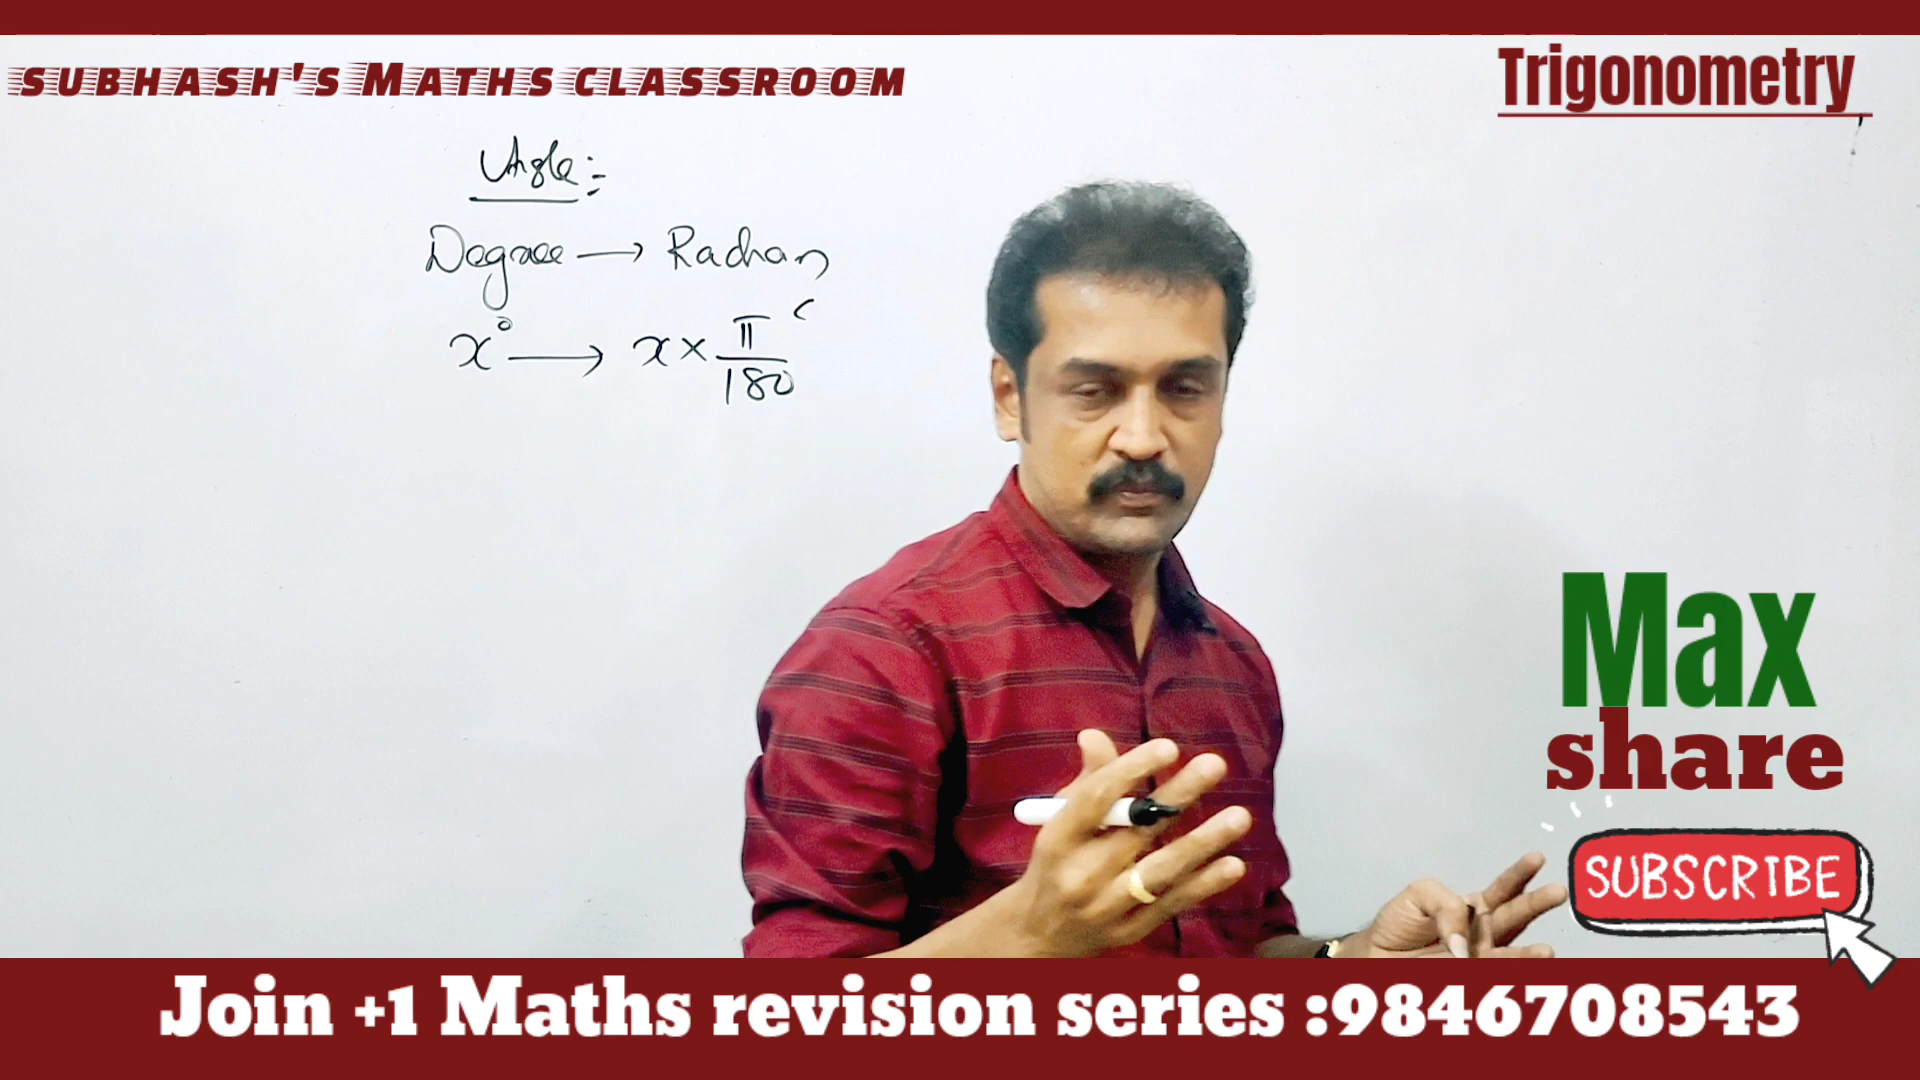 SUBHASH'S MATHS CLASSROOM
Trigonometry
Angle:-
Degree → Radian
x° → x × π/180 ᶜ
Max
share
SUBSCRIBE
Join +1 Maths revision series :9846708543